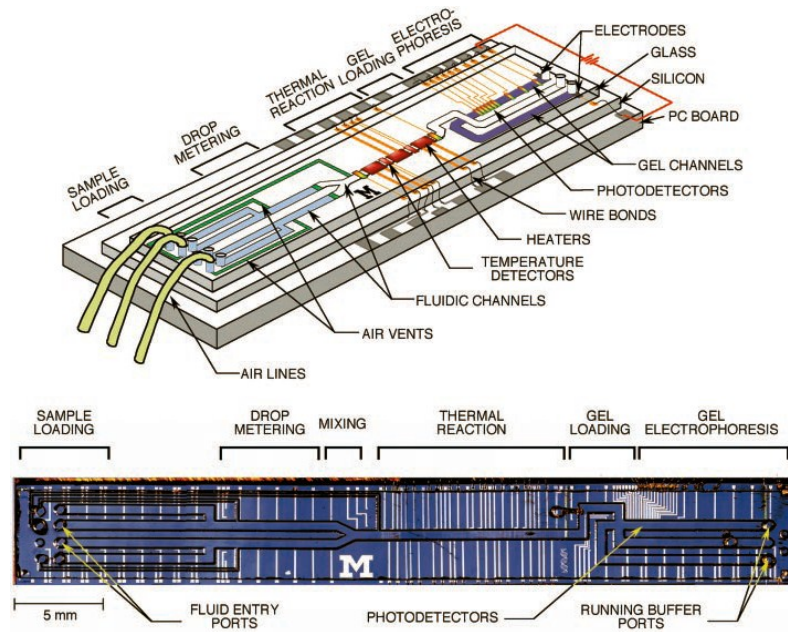 SAMPLE
LOADING
DROP
METERING
THERMAL
REACTION
GEL
LOADING
ELECTRO-
PHORESIS
ELECTRODES
GLASS
SILICON
PC BOARD
GEL CHANNELS
PHOTODETECTORS
WIRE BONDS
HEATERS
TEMPERATURE
DETECTORS
FLUIDIC CHANNELS
AIR VENTS
AIR LINES
M
SAMPLE
LOADING
DROP
METERING
MIXING
THERMAL
REACTION
GEL
LOADING
GEL
ELECTROPHORESIS
M
5 mm
FLUID ENTRY
PORTS
PHOTODETECTORS
RUNNING BUFFER
PORTS